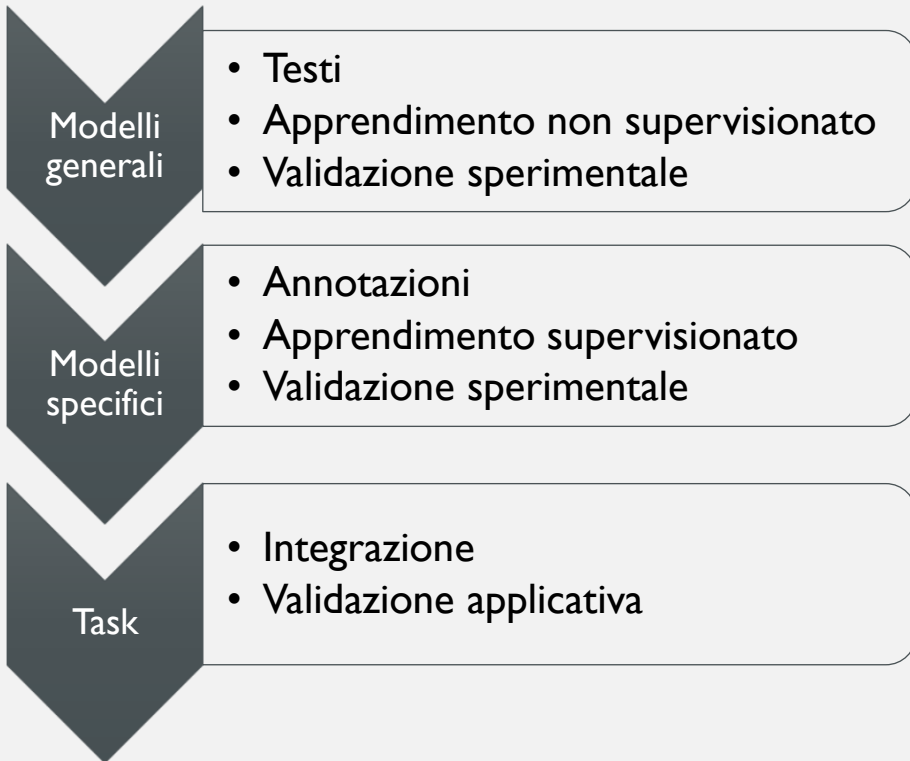 Modelli
generali
• Testi
• Apprendimento non supervisionato
• Validazione sperimentale
Modelli
specifici
• Annotazioni
• Apprendimento supervisionato
• Validazione sperimentale
Task
• Integrazione
• Validazione applicativa